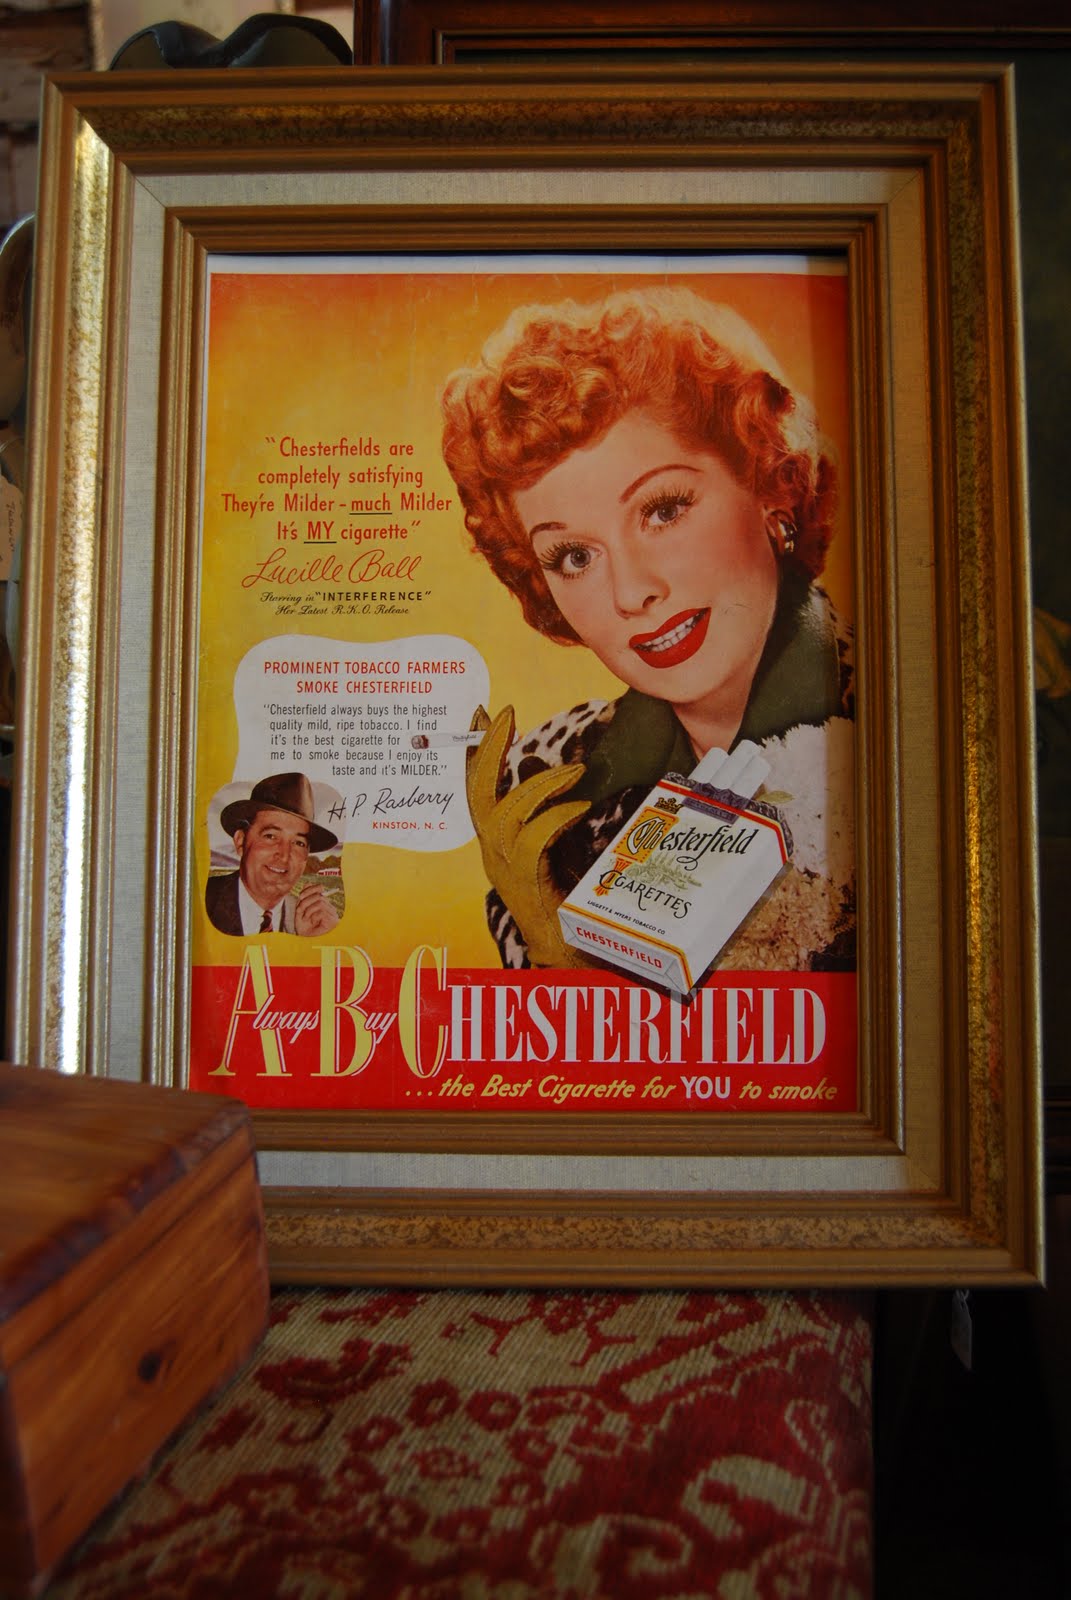 "Chesterfields are
completely satisfying
They're Milder - much Milder
It's MY cigarette"
Lucille Ball
Starring in "INTERFERENCE"
Her Latest R.K.O. Release
PROMINENT TOBACCO FARMERS
SMOKE CHESTERFIELD
"Chesterfield always buys the highest
quality mild, ripe tobacco. I find
it's the best cigarette for
me to smoke because I enjoy its
taste and it's MILDER."
H. P. Rasberry
KINSTON, N. C.
Chesterfield
Chesterfield
CIGARETTES
LIGGETT & MYERS TOBACCO CO.
CHESTERFIELD
Always Buy CHESTERFIELD
...the Best Cigarette for YOU to smoke